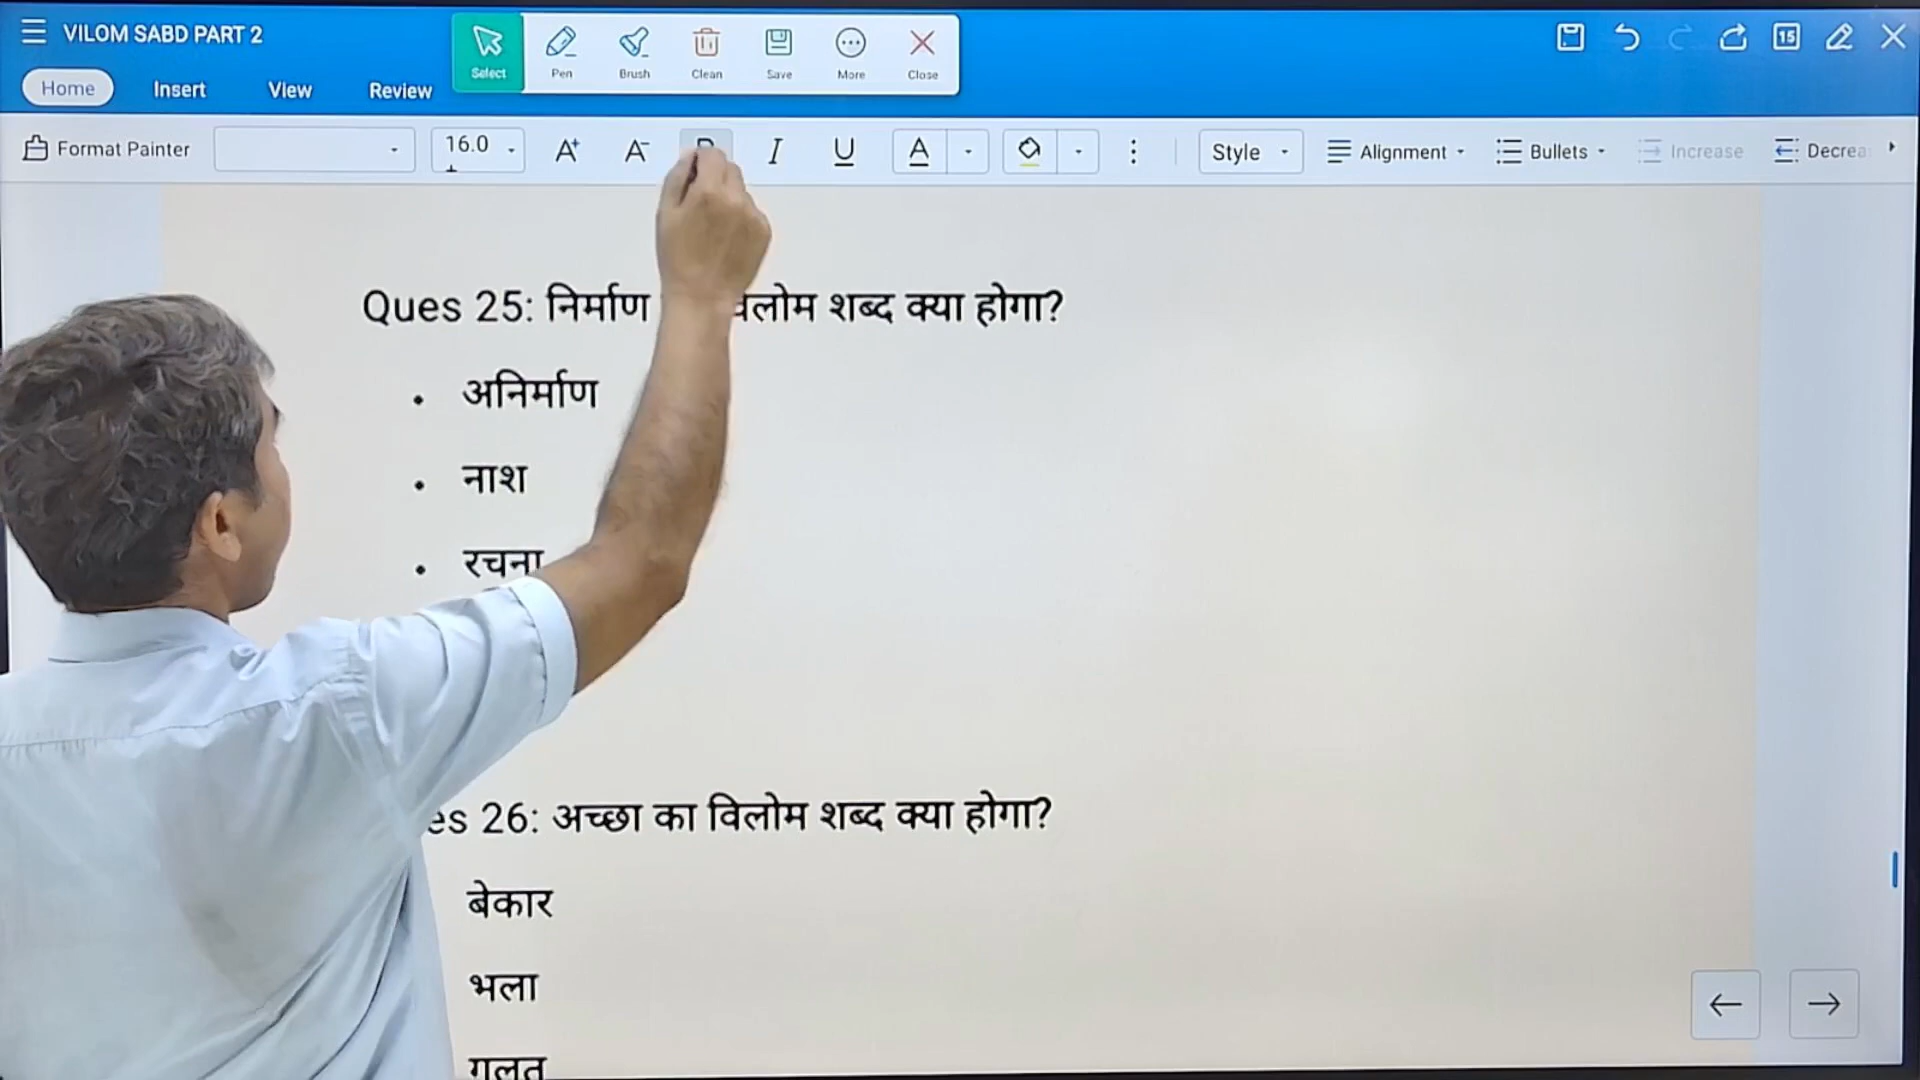 VILOM SABD PART 2
Select Pen Brush Clean Save More Close
15
Home Insert View Review
Format Painter 16.0 A+ A- I U A Style Alignment Bullets Increase Decrea
Ques 25: निर्माण विलोम शब्द क्या होगा?
• अनिर्माण
• नाश
• रचना
es 26: अच्छा का विलोम शब्द क्या होगा?
बेकार
भला
गलत